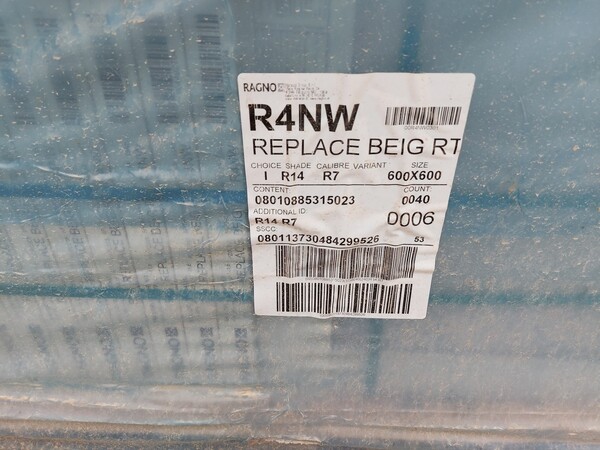 RAGNO
R4NW
REPLACE BEIG RT
CHOICE SHADE CALIBRE VARIANT SIZE
I R14 R7 600X600
CONTENT COUNT
08010885315023 0040
ADDITIONAL ID D006
R14 R7
SSCC
080113730484299526 53